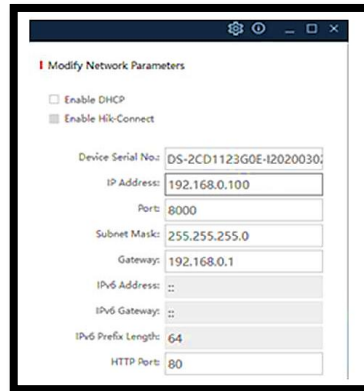 Modify Network Parameters
Enable DHCP
Enable Hik-Connect
Device Serial No.: DS-2CD1123G0E-I2020030
IP Address: 192.168.0.100
Port: 8000
Subnet Mask: 255.255.255.0
Gateway: 192.168.0.1
IPv6 Address: ::
IPv6 Gateway: ::
IPv6 Prefix Length: 64
HTTP Port: 80